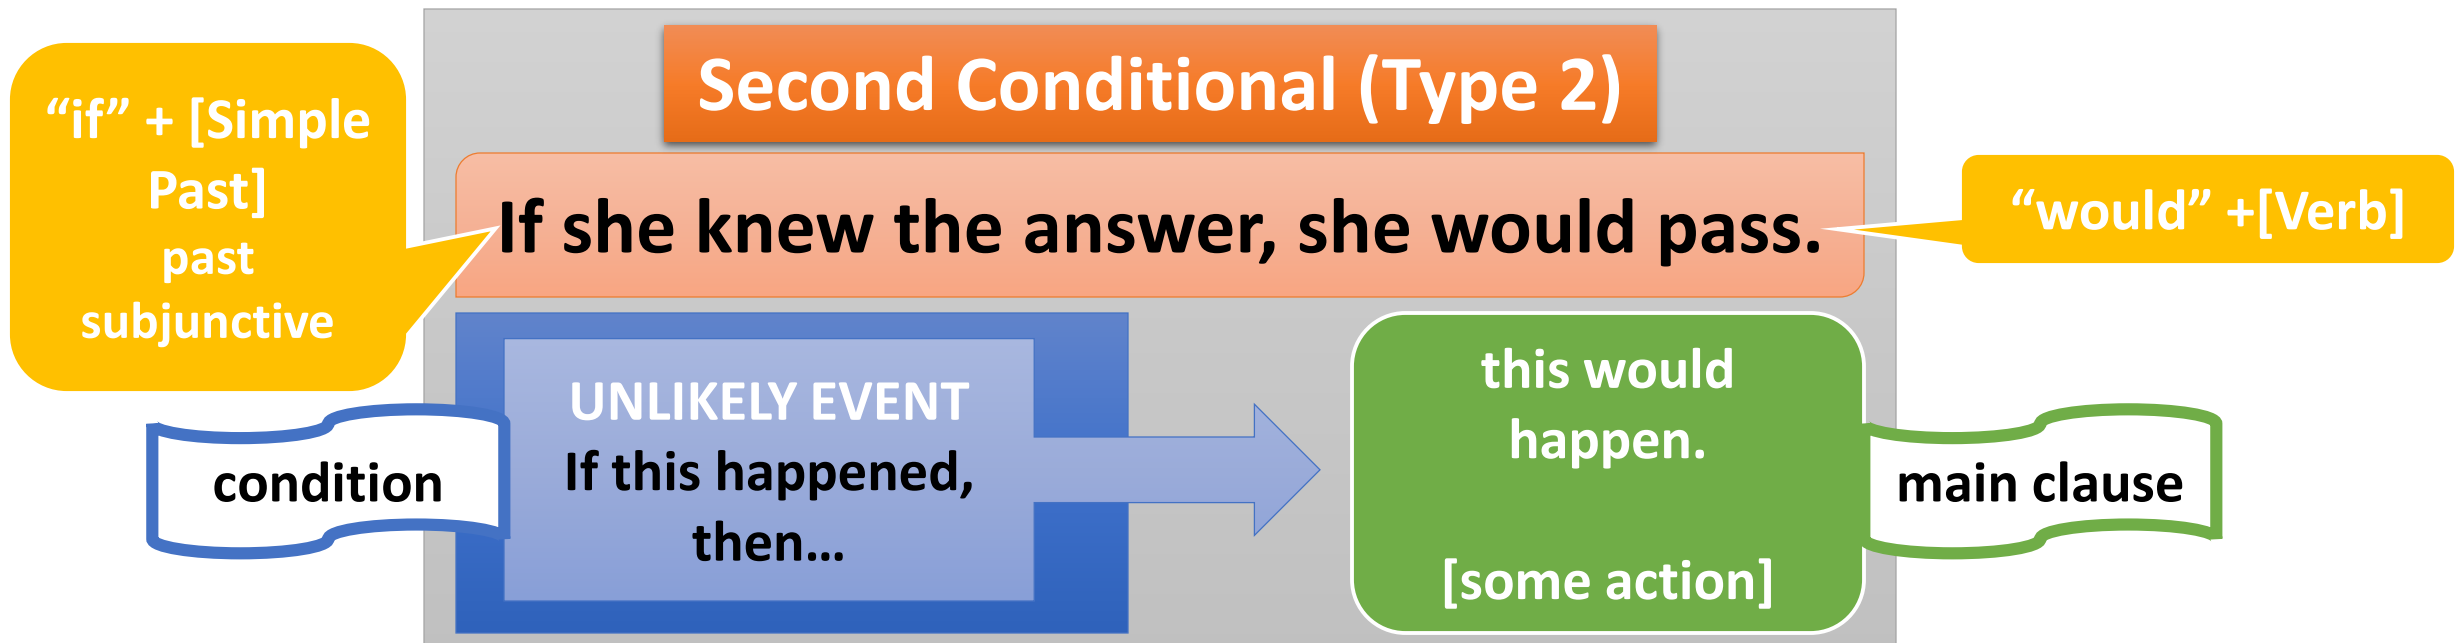 Second Conditional (Type 2)
“if” + [Simple
Past]
past
subjunctive
If she knew the answer, she would pass.
“would” +[Verb]
condition
UNLIKELY EVENT
If this happened,
then…
this would
happen.
[some action]
main clause